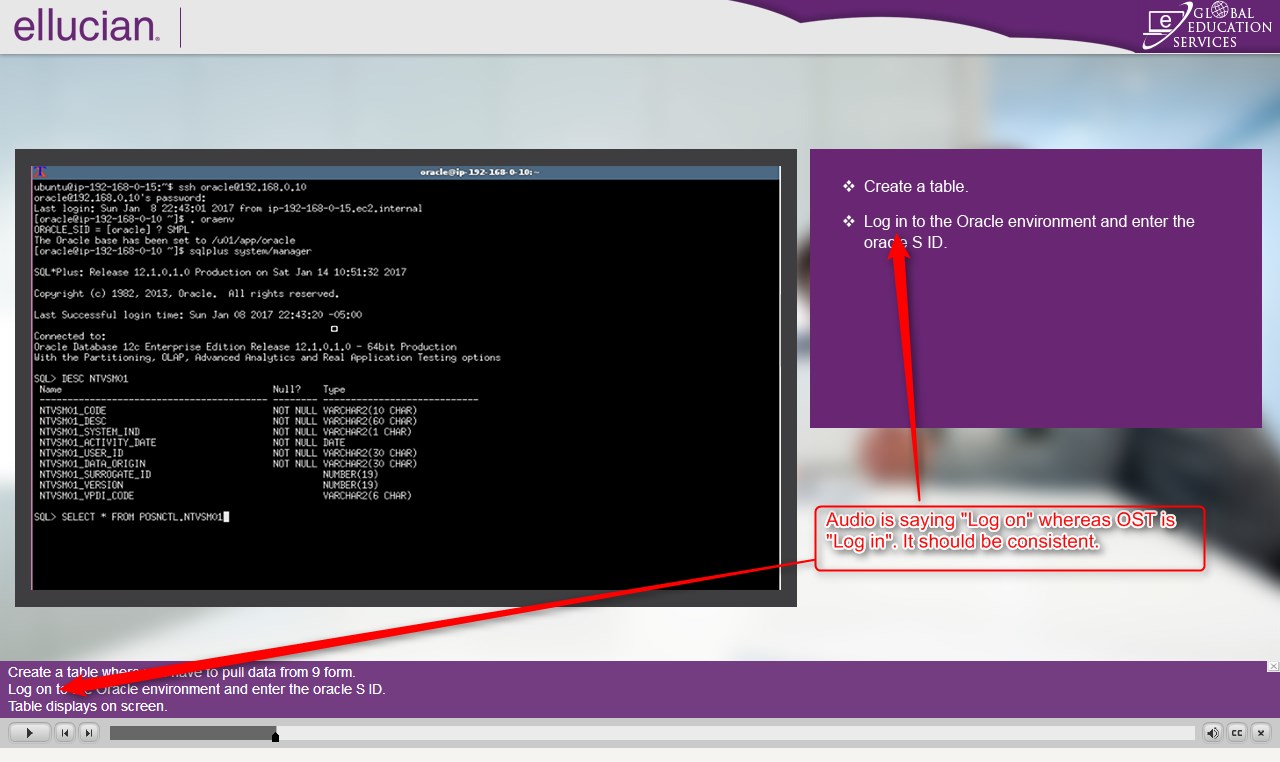 ellucian.
e GLOBAL
EDUCATION
SERVICES
oracle@ip-192-168-0-10:~
ubuntu@ip-192-168-0-15:~$ ssh oracle@192.168.0.10
oracle@192.168.0.10's password:
Last login: Sun Jan  8 22:43:01 2017 from ip-192-168-0-15.ec2.internal
[oracle@ip-192-168-0-10 ~]$ . oraenv
ORACLE_SID = [oracle] ? SMPL
The Oracle base has been set to /u01/app/oracle
[oracle@ip-192-168-0-10 ~]$ sqlplus system/manager
SQL*Plus: Release 12.1.0.1.0 Production on Sat Jan 14 10:51:32 2017
Copyright (c) 1982, 2013, Oracle.  All rights reserved.
Last Successful login time: Sun Jan 08 2017 22:43:20 -05:00
Connected to:
Oracle Database 12c Enterprise Edition Release 12.1.0.1.0 - 64bit Production
With the Partitioning, OLAP, Advanced Analytics and Real Application Testing options
SQL> DESC NTVSM01
Name Null? Type
NTVSM01_CODE NOT NULL VARCHAR2(10 CHAR)
NTVSM01_DESC NOT NULL VARCHAR2(60 CHAR)
NTVSM01_SYSTEM_IND NOT NULL VARCHAR2(1 CHAR)
NTVSM01_ACTIVITY_DATE NOT NULL DATE
NTVSM01_USER_ID NOT NULL VARCHAR2(30 CHAR)
NTVSM01_DATA_ORIGIN NOT NULL VARCHAR2(30 CHAR)
NTVSM01_SURROGATE_ID NUMBER(19)
NTVSM01_VERSION NUMBER(19)
NTVSM01_VPDI_CODE VARCHAR2(6 CHAR)
SQL> SELECT * FROM POSNCTL.NTVSM01
Create a table.
Log in to the Oracle environment and enter the
oracle S ID.
Audio is saying "Log on" whereas OST is
"Log in". It should be consistent.
Create a table where have to pull data from 9 form.
Log on to the Oracle environment and enter the oracle S ID.
Table displays on screen.
CC